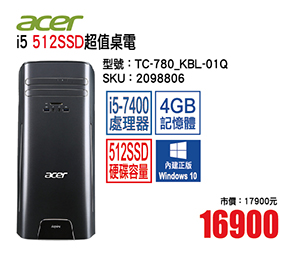 acer
i5 512SSD超值桌電
型號：TC-780_KBL-01Q
SKU：2098806
i5-7400
處理器
4GB
記憶體
512SSD
硬碟容量
內建正版
Windows 10
acer
市價：17900元
16900